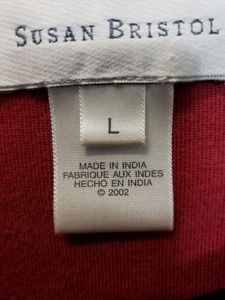 SUSAN BRISTOL
L
MADE IN INDIA
FABRIQUE AUX INDES
HECHO EN INDIA
© 2002